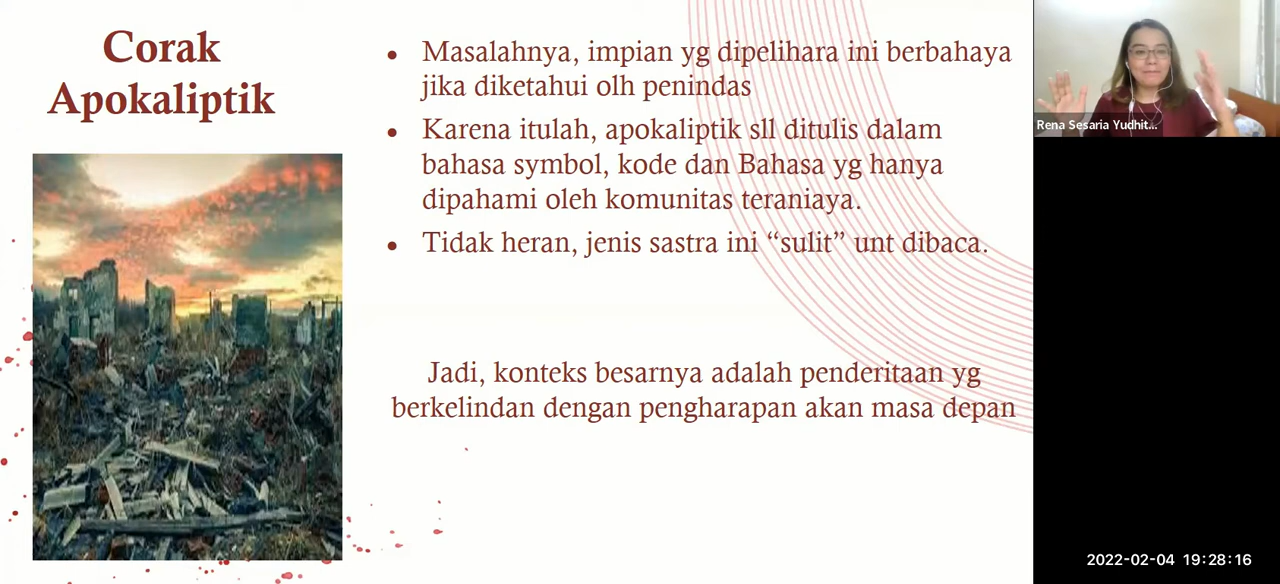 Corak
Apokaliptik
• Masalahnya, impian yg dipelihara ini berbahaya
jika diketahui olh penindas
• Karena itulah, apokaliptik sll ditulis dalam
bahasa symbol, kode dan Bahasa yg hanya
dipahami oleh komunitas teraniaya.
• Tidak heran, jenis sastra ini “sulit” unt dibaca.
Jadi, konteks besarnya adalah penderitaan yg
berkelindan dengan pengharapan akan masa depan
Rena Sesaria Yudhit...
2022-02-04 19:28:16